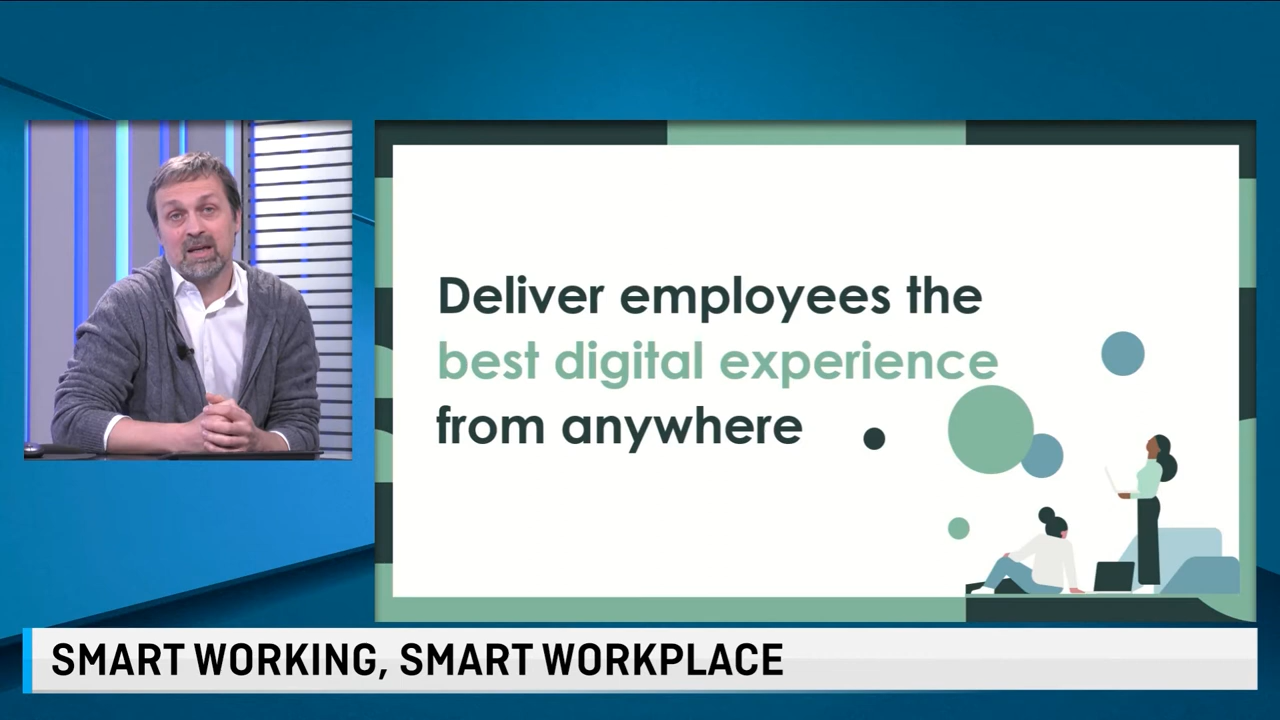 Deliver employees the
best digital experience
from anywhere
SMART WORKING, SMART WORKPLACE